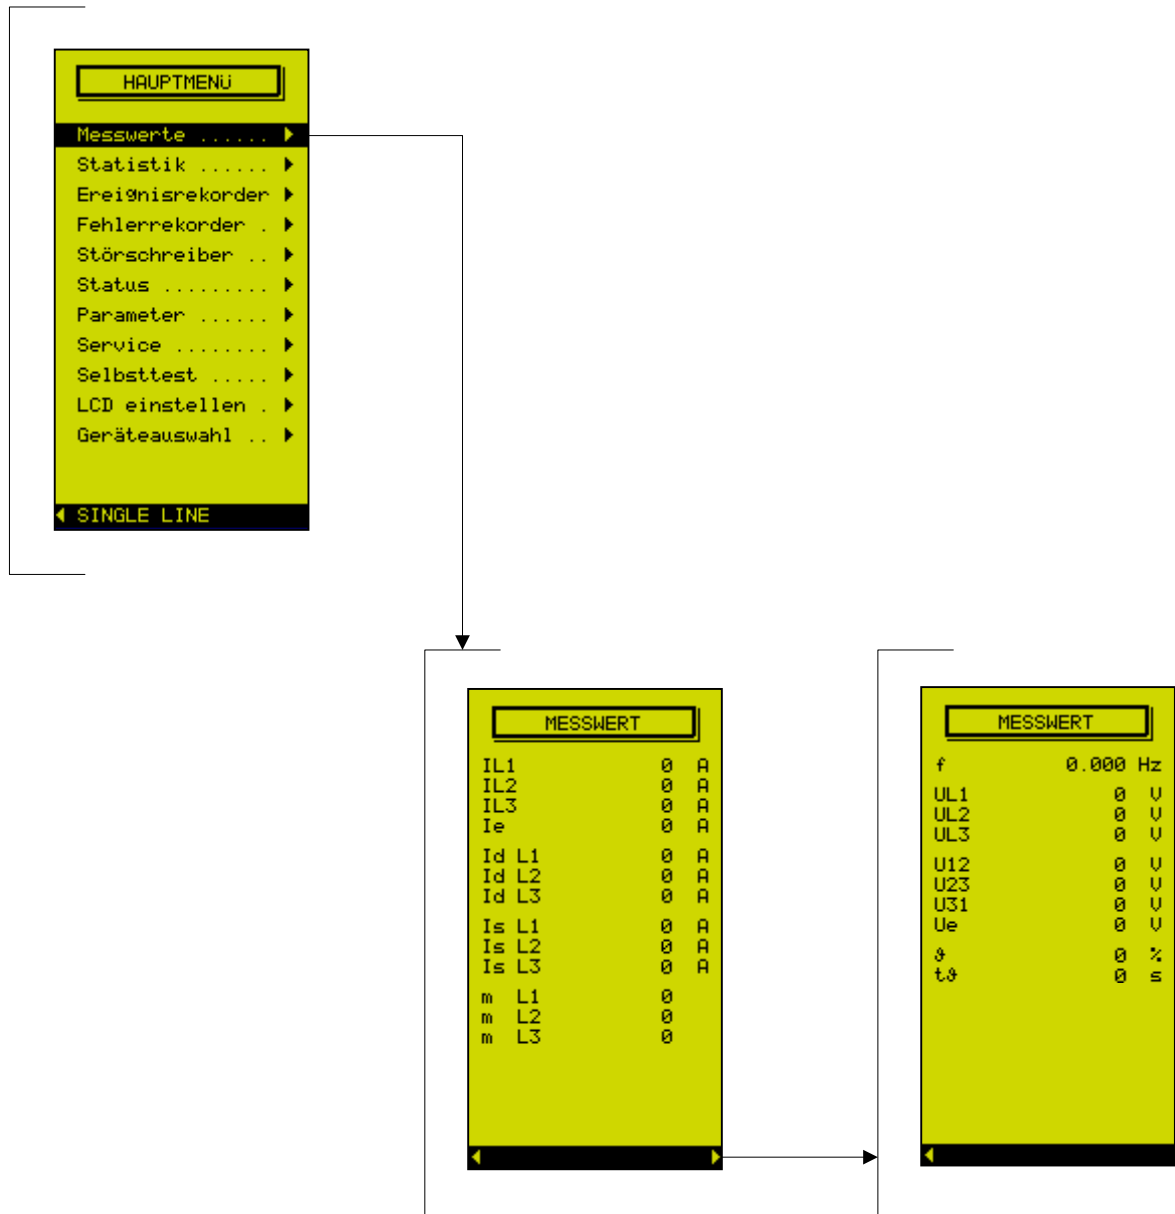 HAUPTMENü
Messwerte ......
Statistik ......
Ereignisrekorder
Fehlerrekorder .
Störschreiber ..
Status .........
Parameter ......
Service ........
Selbsttest .....
LCD einstellen .
Geräteauswahl ..
SINGLE LINE
MESSWERT
IL1 0 A
IL2 0 A
IL3 0 A
Ie 0 A
Id L1 0 A
Id L2 0 A
Id L3 0 A
Is L1 0 A
Is L2 0 A
Is L3 0 A
m L1 0
m L2 0
m L3 0
MESSWERT
f 0.000 Hz
UL1 0 V
UL2 0 V
UL3 0 V
U12 0 V
U23 0 V
U31 0 V
Ue 0 V
ϑ 0 %
tϑ 0 s